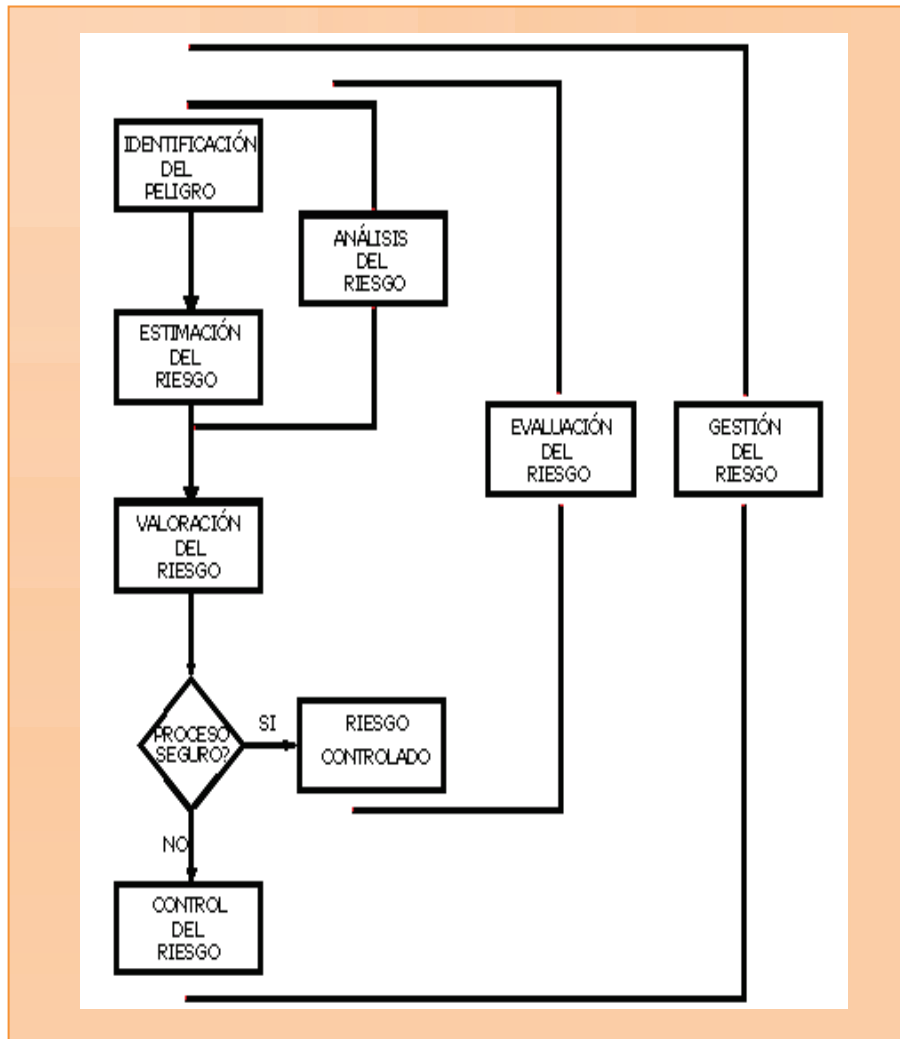 IDENTIFICACIÓN
DEL
PELIGRO
ANÁLISIS
DEL
RIESGO
ESTIMACIÓN
DEL
RIESGO
EVALUACIÓN
DEL
RIESGO
GESTIÓN
DEL
RIESGO
VALORACIÓN
DEL
RIESGO
PROCESO
SEGURO?
SI
RIESGO
CONTROLADO
NO
CONTROL
DEL
RIESGO